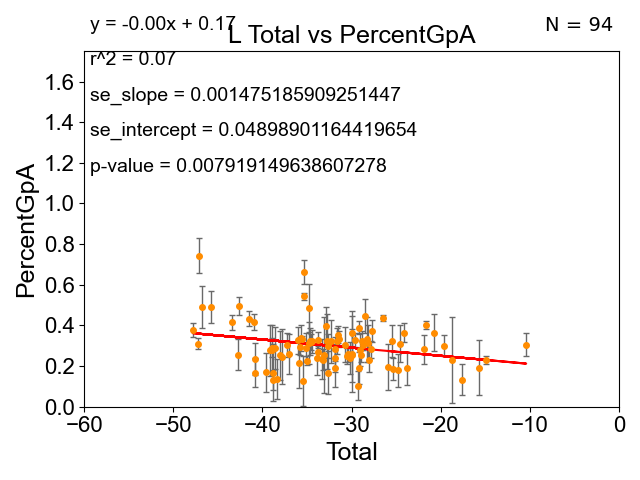 y = -0.00x + 0.17
N = 94
L Total vs PercentGpA
r^2 = 0.07
se_slope = 0.001475185909251447
se_intercept = 0.04898901164419654
p-value = 0.007919149638607278
PercentGpA
1.6
1.4
1.2
1.0
0.8
0.6
0.4
0.2
0.0
−60 −50 −40 −30 −20 −10 0
Total